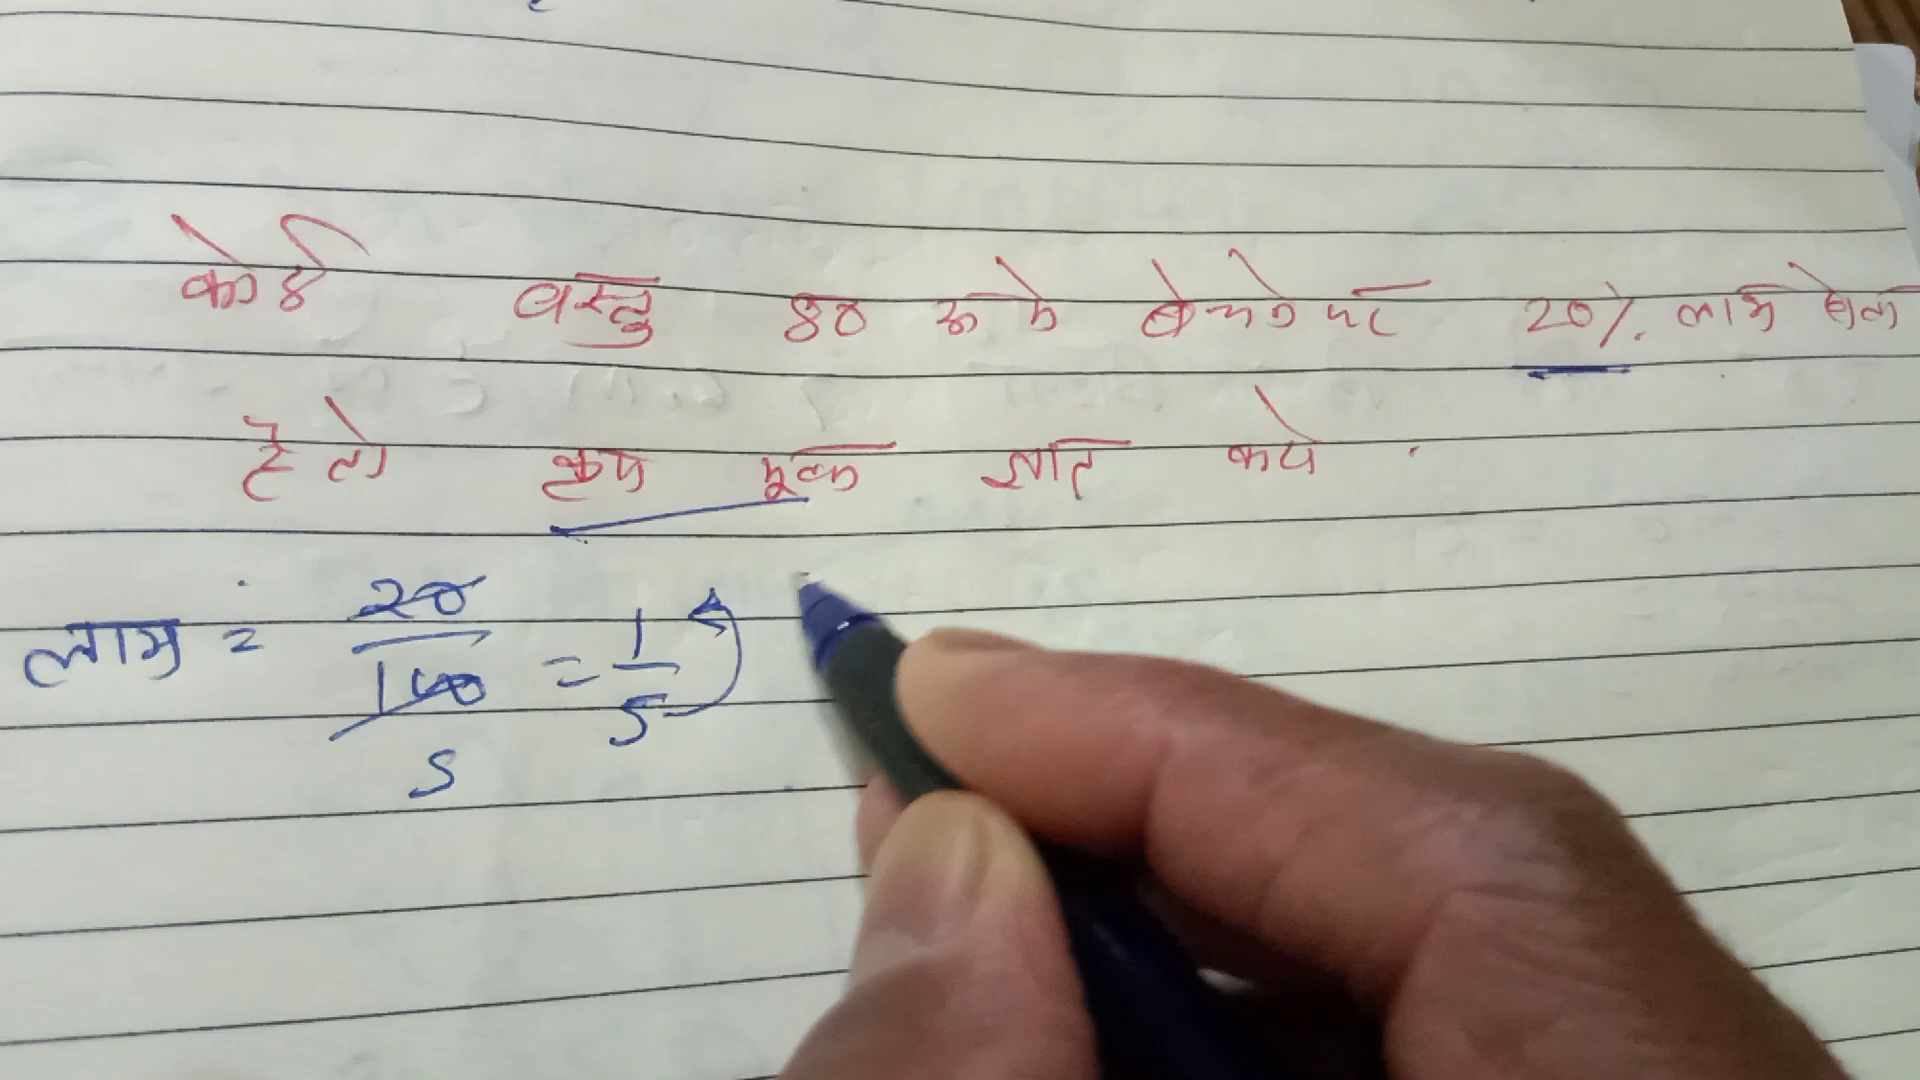 कोई वस्तु 80 रू मे बेचने पर 20% लाभ होता
है तो क्रय मूल्य ज्ञात करो .
लाभ = 20/100 = 1/5
5